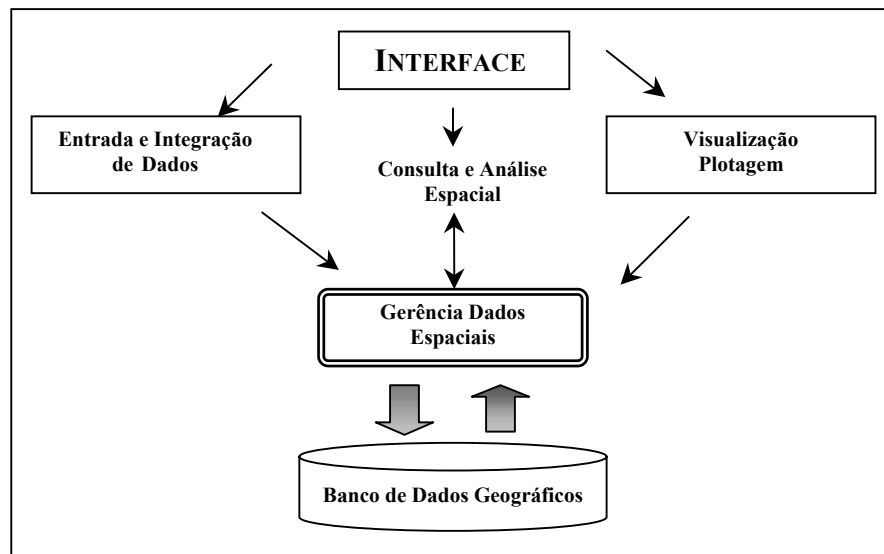 INTERFACE
Entrada e Integração
de Dados
Consulta e Análise
Espacial
Visualização
Plotagem
Gerência Dados
Espaciais
Banco de Dados Geográficos